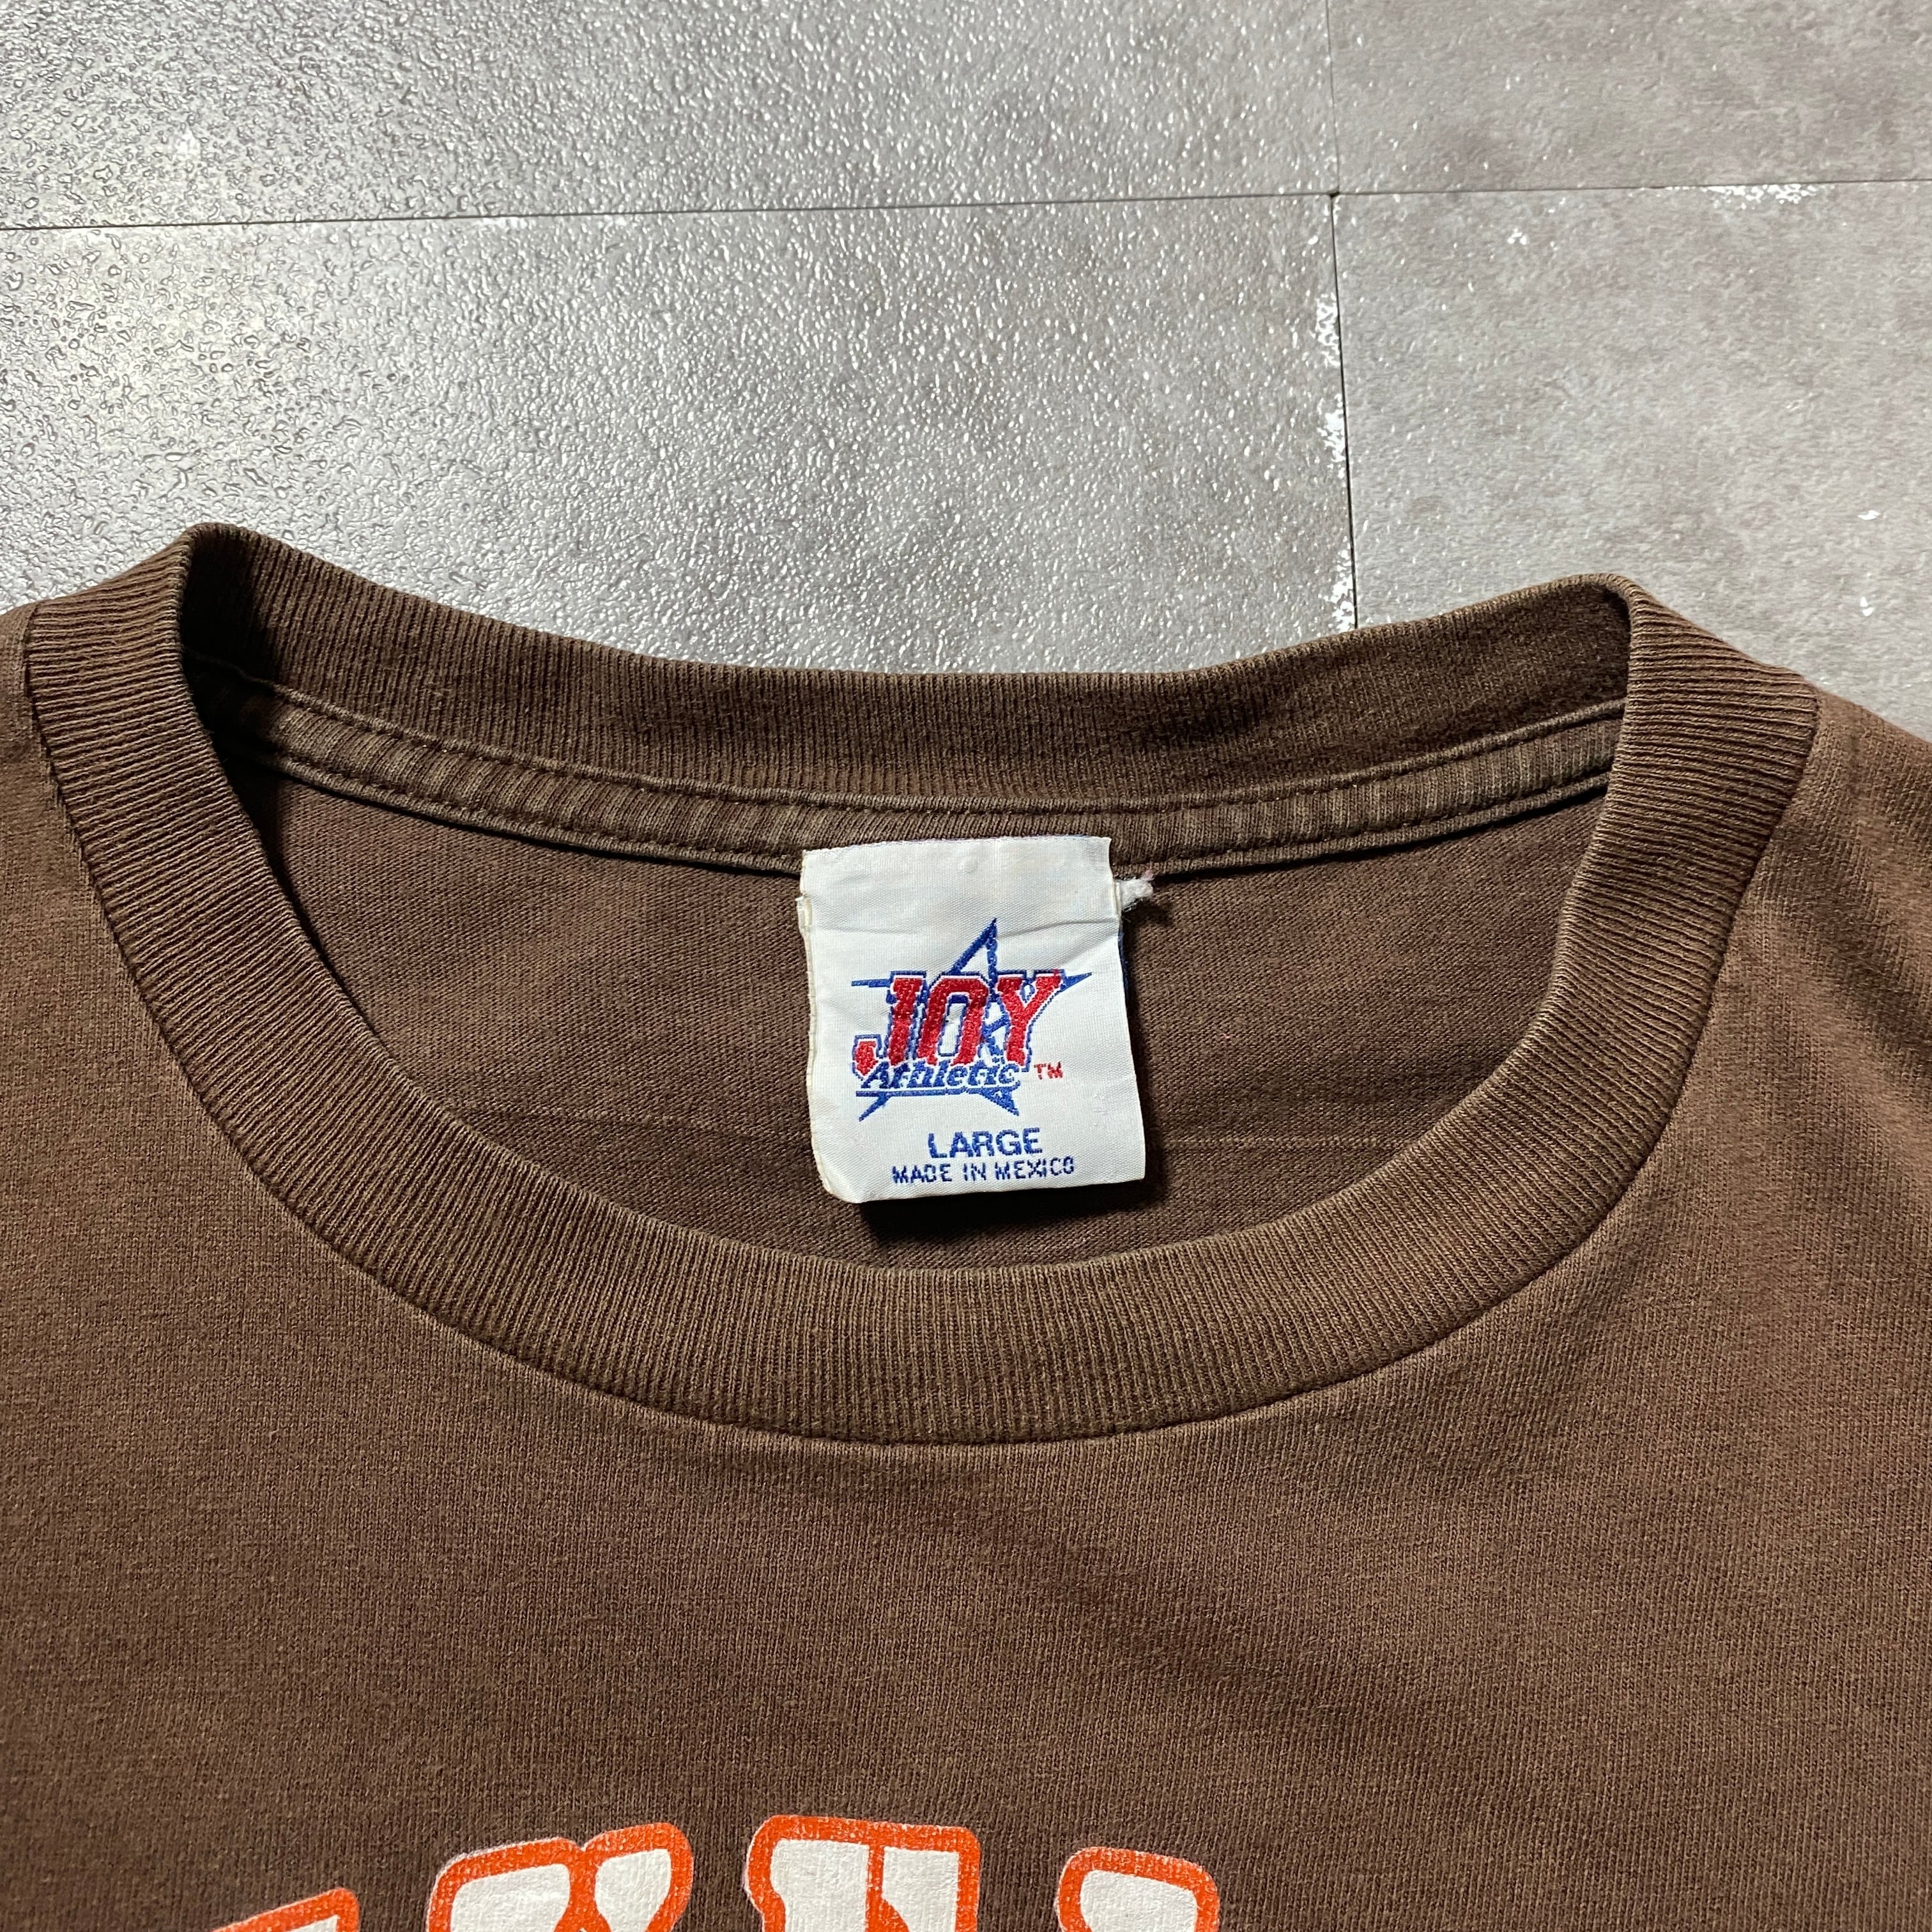 JOY
Athletic TM
LARGE
MADE IN MEXICO